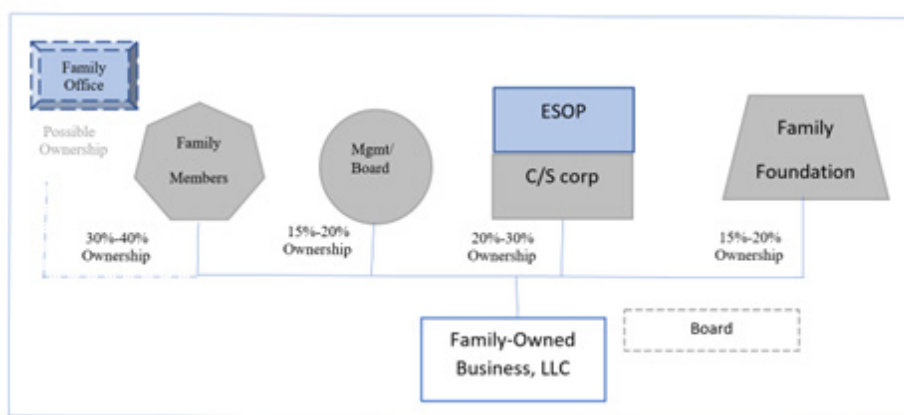 Family
Office
Possible
Ownership
Family
Members
Mgmt/
Board
ESOP
C/S corp
Family
Foundation
30%-40%
Ownership
15%-20%
Ownership
20%-30%
Ownership
15%-20%
Ownership
Family-Owned
Business, LLC
Board